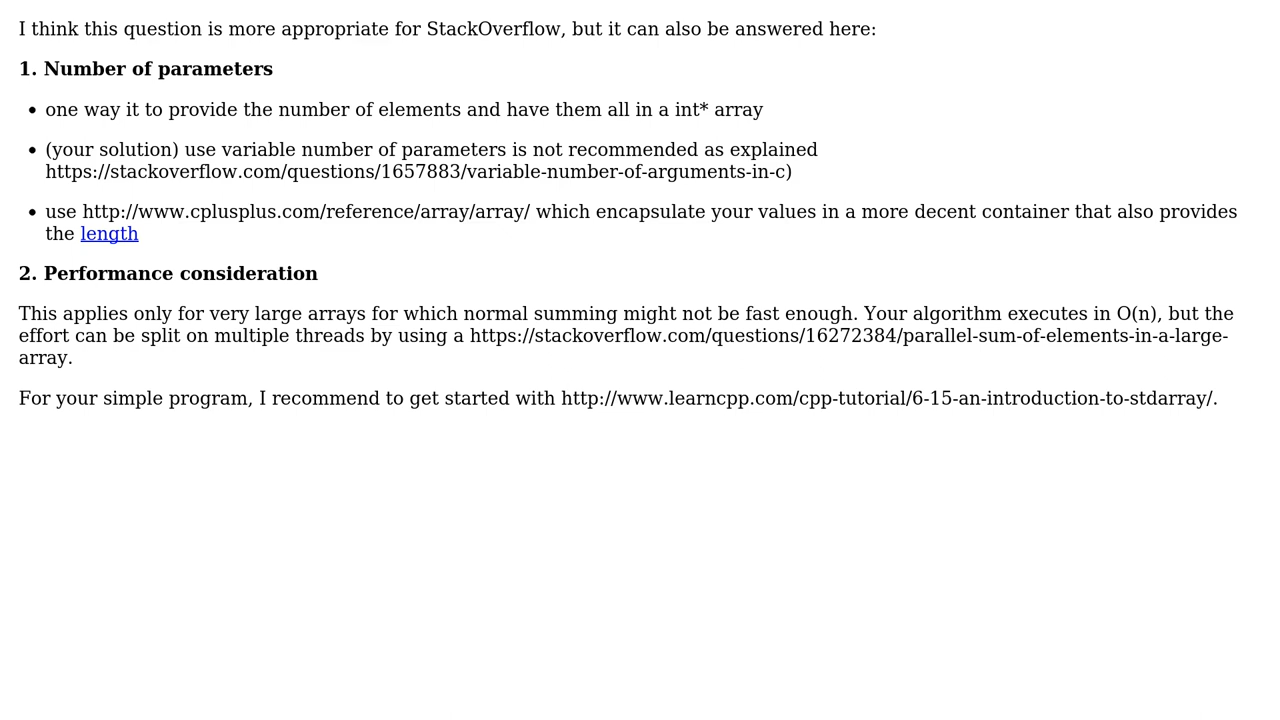 I think this question is more appropriate for StackOverflow, but it can also be answered here:
1. Number of parameters
• one way it to provide the number of elements and have them all in a int* array
• (your solution) use variable number of parameters is not recommended as explained
https://stackoverflow.com/questions/1657883/variable-number-of-arguments-in-c)
• use http://www.cplusplus.com/reference/array/array/ which encapsulate your values in a more decent container that also provides
the length
2. Performance consideration
This applies only for very large arrays for which normal summing might not be fast enough. Your algorithm executes in O(n), but the
effort can be split on multiple threads by using a https://stackoverflow.com/questions/16272384/parallel-sum-of-elements-in-a-large-
array.
For your simple program, I recommend to get started with http://www.learncpp.com/cpp-tutorial/6-15-an-introduction-to-stdarray/.